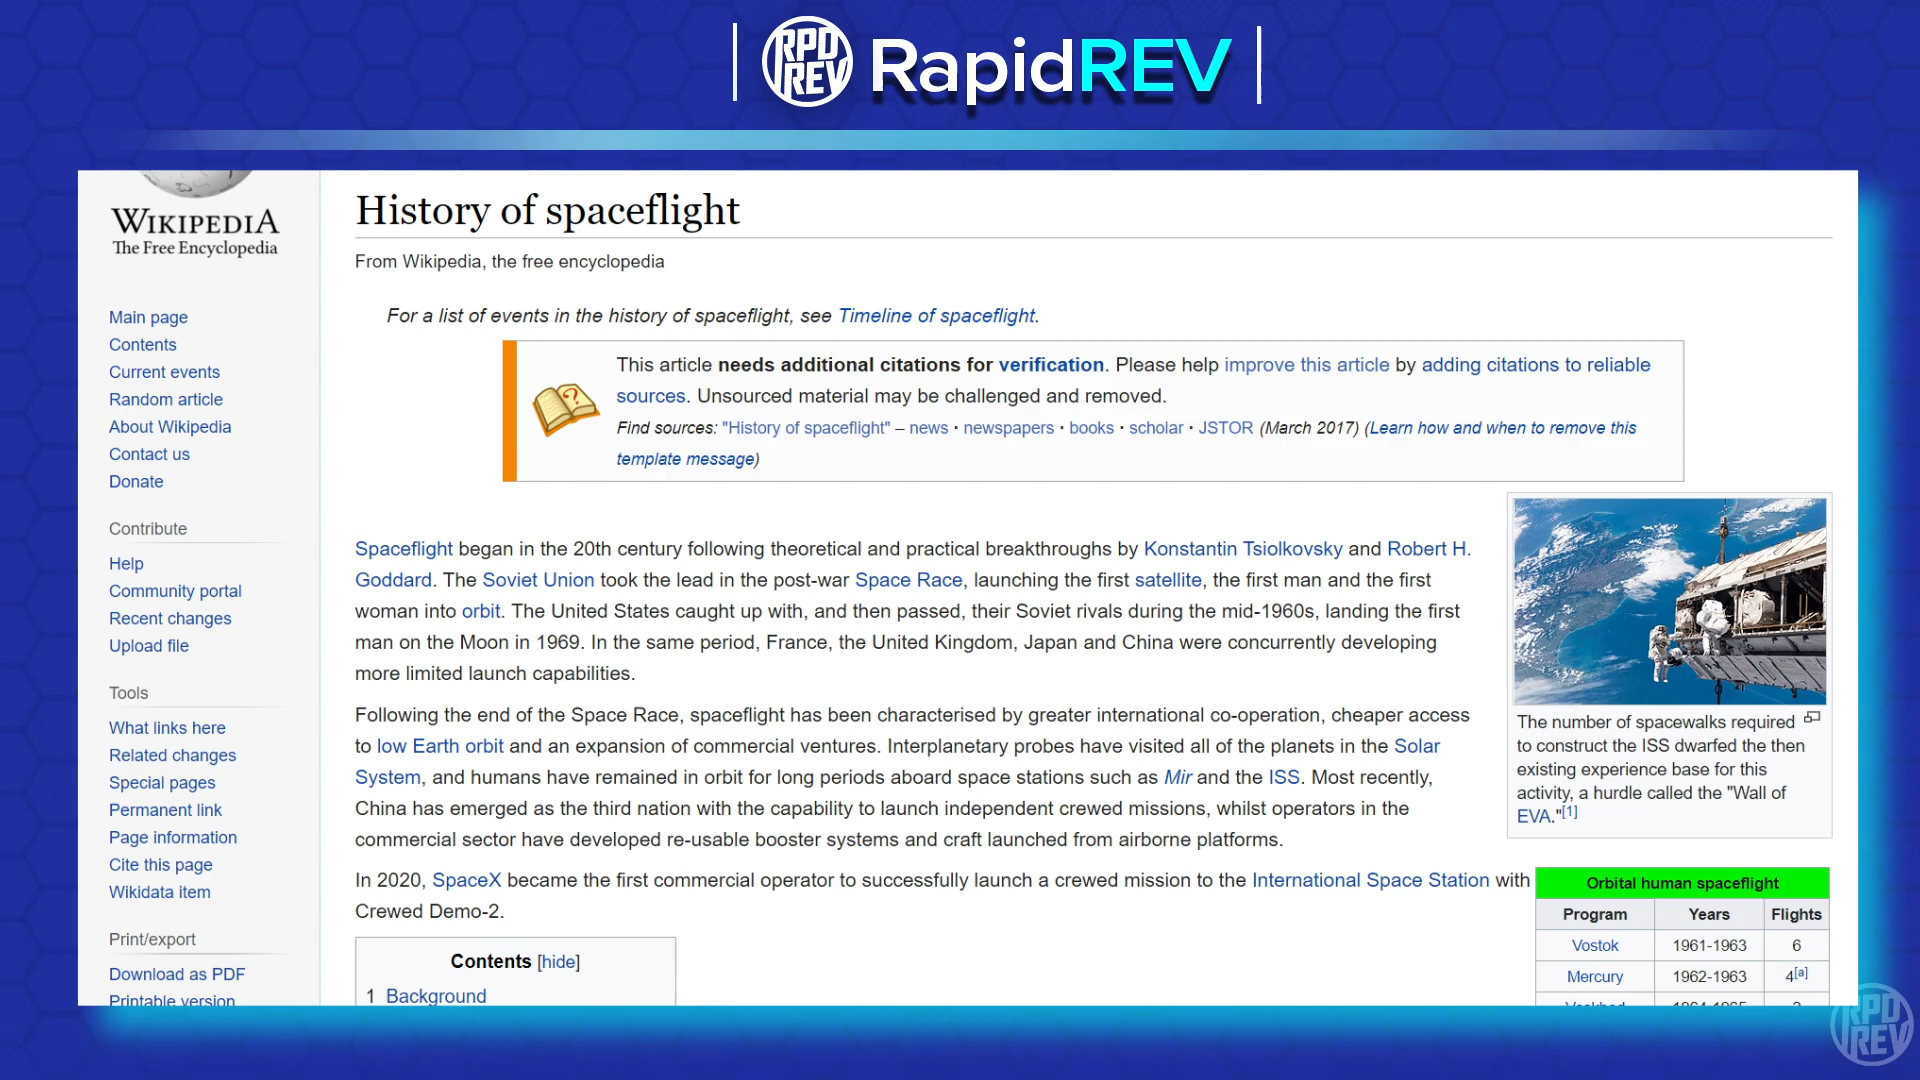 RPD REV RapidREV
WIKIPEDIA
The Free Encyclopedia
Main page
Contents
Current events
Random article
About Wikipedia
Contact us
Donate
Contribute
Help
Community portal
Recent changes
Upload file
Tools
What links here
Related changes
Special pages
Permanent link
Page information
Cite this page
Wikidata item
Print/export
Download as PDF
Printable version
History of spaceflight
From Wikipedia, the free encyclopedia
For a list of events in the history of spaceflight, see Timeline of spaceflight.
This article needs additional citations for verification. Please help improve this article by adding citations to reliable
sources. Unsourced material may be challenged and removed.
Find sources: "History of spaceflight" – news · newspapers · books · scholar · JSTOR (March 2017) (Learn how and when to remove this
template message)
Spaceflight began in the 20th century following theoretical and practical breakthroughs by Konstantin Tsiolkovsky and Robert H.
Goddard. The Soviet Union took the lead in the post-war Space Race, launching the first satellite, the first man and the first
woman into orbit. The United States caught up with, and then passed, their Soviet rivals during the mid-1960s, landing the first
man on the Moon in 1969. In the same period, France, the United Kingdom, Japan and China were concurrently developing
more limited launch capabilities.
Following the end of the Space Race, spaceflight has been characterised by greater international co-operation, cheaper access
to low Earth orbit and an expansion of commercial ventures. Interplanetary probes have visited all of the planets in the Solar
System, and humans have remained in orbit for long periods aboard space stations such as Mir and the ISS. Most recently,
China has emerged as the third nation with the capability to launch independent crewed missions, whilst operators in the
commercial sector have developed re-usable booster systems and craft launched from airborne platforms.
In 2020, SpaceX became the first commercial operator to successfully launch a crewed mission to the International Space Station with
Crewed Demo-2.
Contents [hide]
1 Background
The number of spacewalks required
to construct the ISS dwarfed the then
existing experience base for this
activity, a hurdle called the "Wall of
EVA."[1]
Orbital human spaceflight
Program Years Flights
Vostok 1961-1963 6
Mercury 1962-1963 4[a]
RPD REV